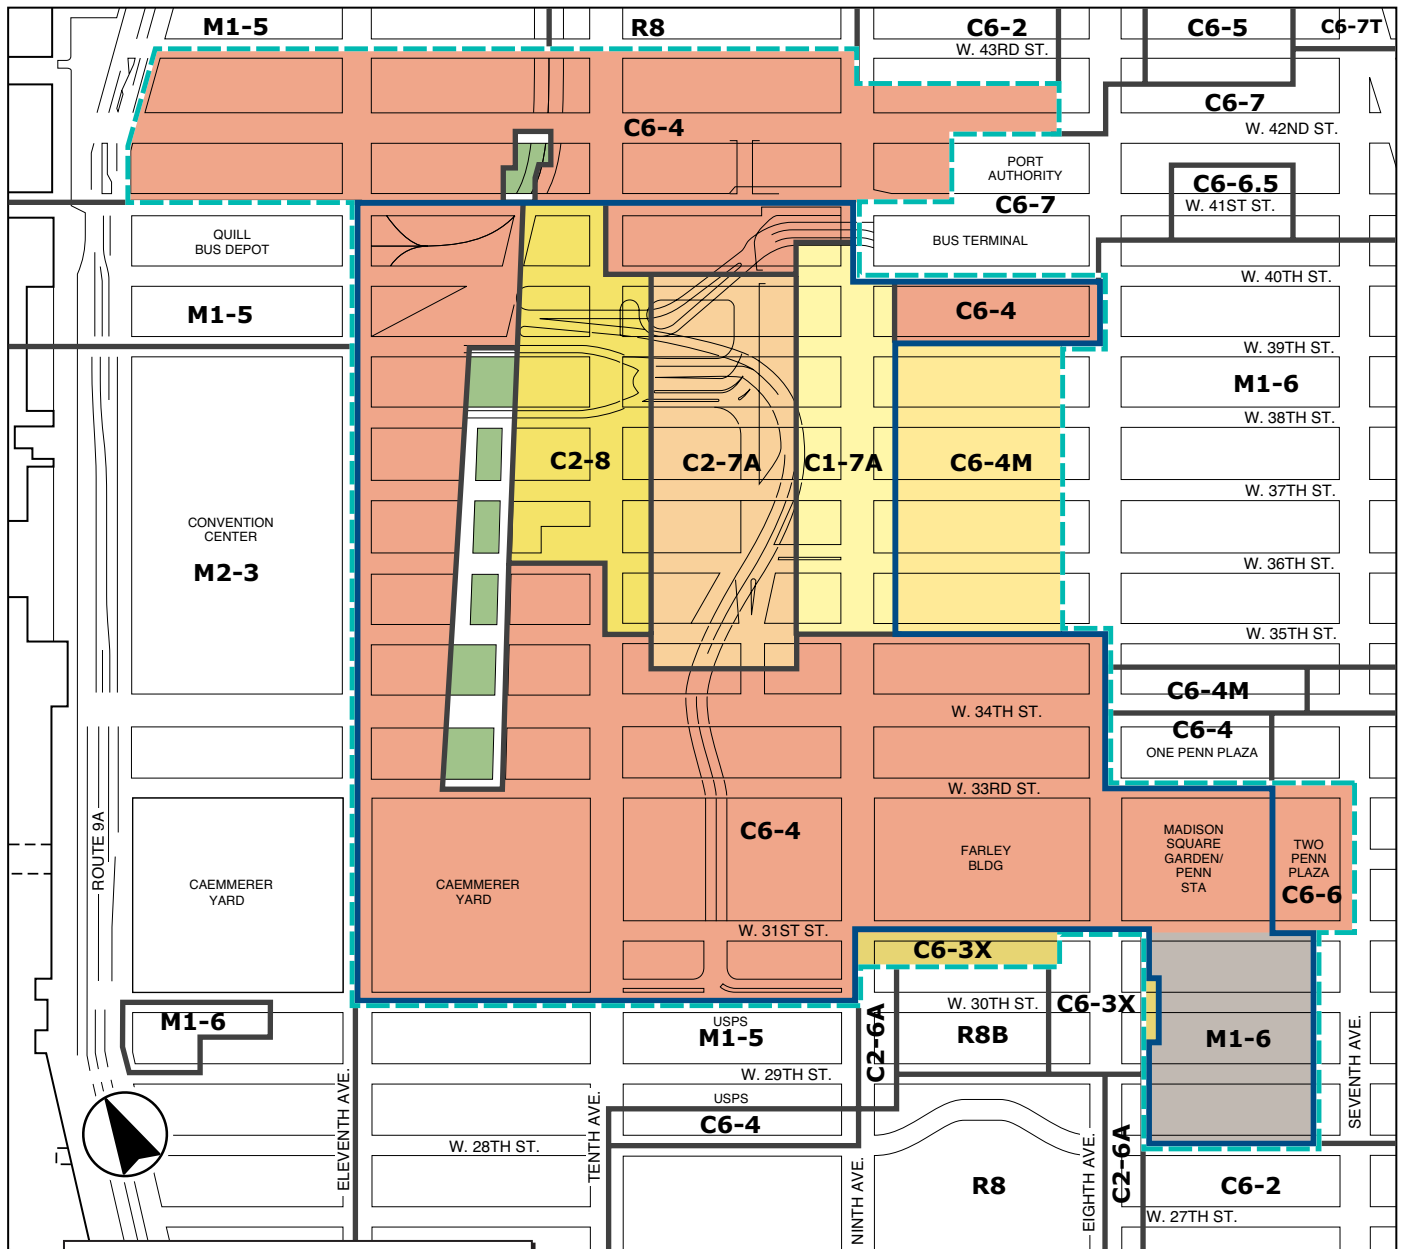 M1-5
R8
C6-2
C6-5
C6-7T
W. 43RD ST.
C6-7
C6-4
W. 42ND ST.
PORT
AUTHORITY
C6-6.5
C6-7
W. 41ST ST.
QUILL
BUS DEPOT
BUS TERMINAL
W. 40TH ST.
M1-5
C6-4
W. 39TH ST.
M1-6
W. 38TH ST.
C2-8
C2-7A
C1-7A
C6-4M
W. 37TH ST.
CONVENTION
CENTER
M2-3
W. 36TH ST.
W. 35TH ST.
C6-4M
W. 34TH ST.
C6-4
ONE PENN PLAZA
W. 33RD ST.
ROUTE 9A
C6-4
MADISON
SQUARE
GARDEN/
PENN
STA
FARLEY
BLDG
TWO
PENN
PLAZA
C6-6
CAEMMERER
YARD
CAEMMERER
YARD
W. 31ST ST.
C6-3X
W. 30TH ST.
C6-3X
M1-6
USPS
M1-5
C2-6A
R8B
M1-6
SEVENTH AVE.
W. 29TH ST.
USPS
C6-4
ELEVENTH AVE.
TENTH AVE.
W. 28TH ST.
NINTH AVE.
R8
EIGHTH AVE.
C2-6A
C6-2
W. 27TH ST.